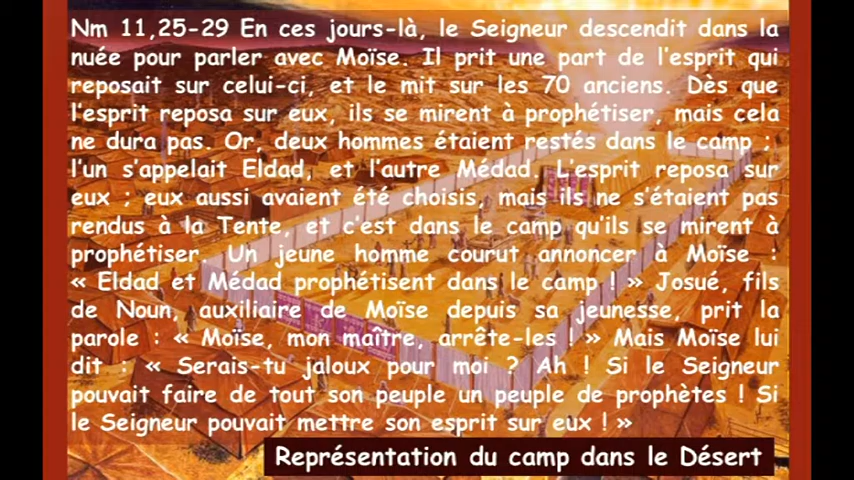 Nm 11,25-29 En ces jours-là, le Seigneur descendit dans la
nuée pour parler avec Moïse. Il prit une part de l'esprit qui
reposait sur celui-ci, et le mit sur les 70 anciens. Dès que
l'esprit reposa sur eux, ils se mirent à prophétiser, mais cela
ne dura pas. Or, deux hommes étaient restés dans le camp ;
l'un s'appelait Eldad, et l'autre Médad. L'esprit reposa sur
eux ; eux aussi avaient été choisis, mais ils ne s'étaient pas
rendus à la Tente, et c'est dans le camp qu'ils se mirent à
prophétiser. Un jeune homme courut annoncer à Moïse :
« Eldad et Médad prophétisent dans le camp ! » Josué, fils
de Noun, auxiliaire de Moïse depuis sa jeunesse, prit la
parole : « Moïse, mon maître, arrête-les ! » Mais Moïse lui
dit : « Serais-tu jaloux pour moi ? Ah ! Si le Seigneur
pouvait faire de tout son peuple un peuple de prophètes ! Si
le Seigneur pouvait mettre son esprit sur eux ! »
Représentation du camp dans le Désert